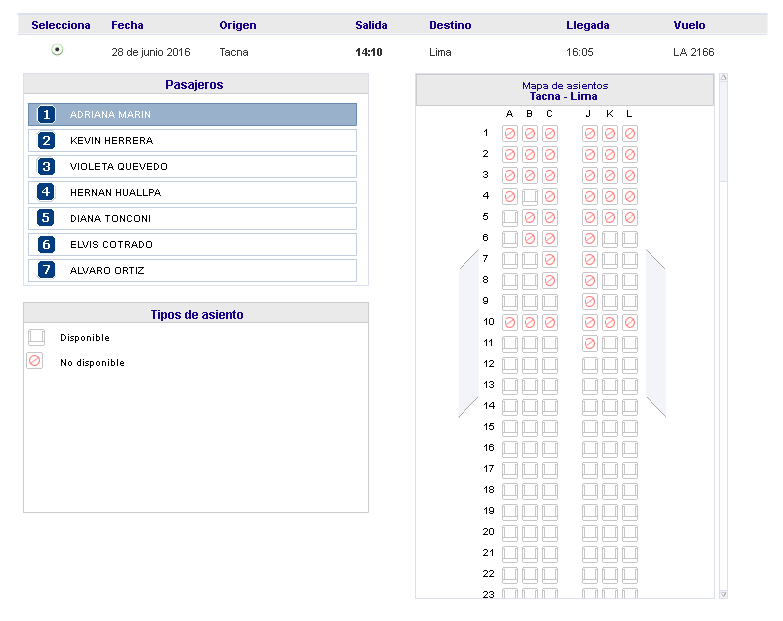 Selecciona Fecha Origen Salida Destino Llegada Vuelo
28 de junio 2016 Tacna 14:10 Lima 16:05 LA 2166
Pasajeros
1 ADRIANA MARIN
2 KEVIN HERRERA
3 VIOLETA QUEVEDO
4 HERNAN HUALLPA
5 DIANA TONCONI
6 ELVIS COTRADO
7 ALVARO ORTIZ
Tipos de asiento
Disponible
No disponible
Mapa de asientos
Tacna - Lima
A B C J K L
1
2
3
4
5
6
7
8
9
10
11
12
13
14
15
16
17
18
19
20
21
22
23